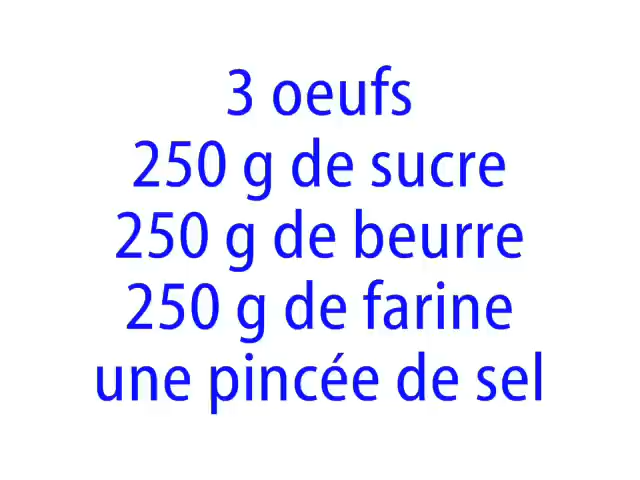 3 oeufs
250 g de sucre
250 g de beurre
250 g de farine
une pincée de sel